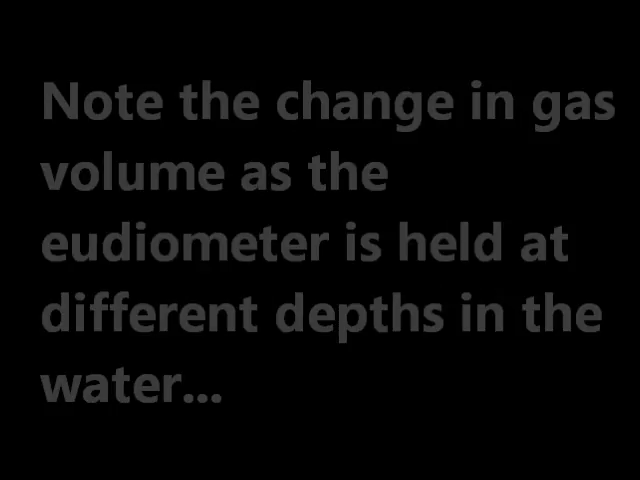 Note the change in gas
volume as the
eudiometer is held at
different depths in the
water...